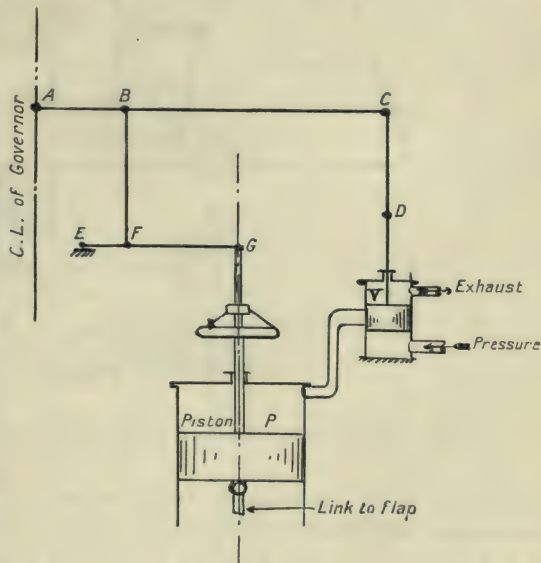 A
B
C
C.L. of Governor
D
E
F
G
V
Exhaust
Pressure
Piston P
Link to flap